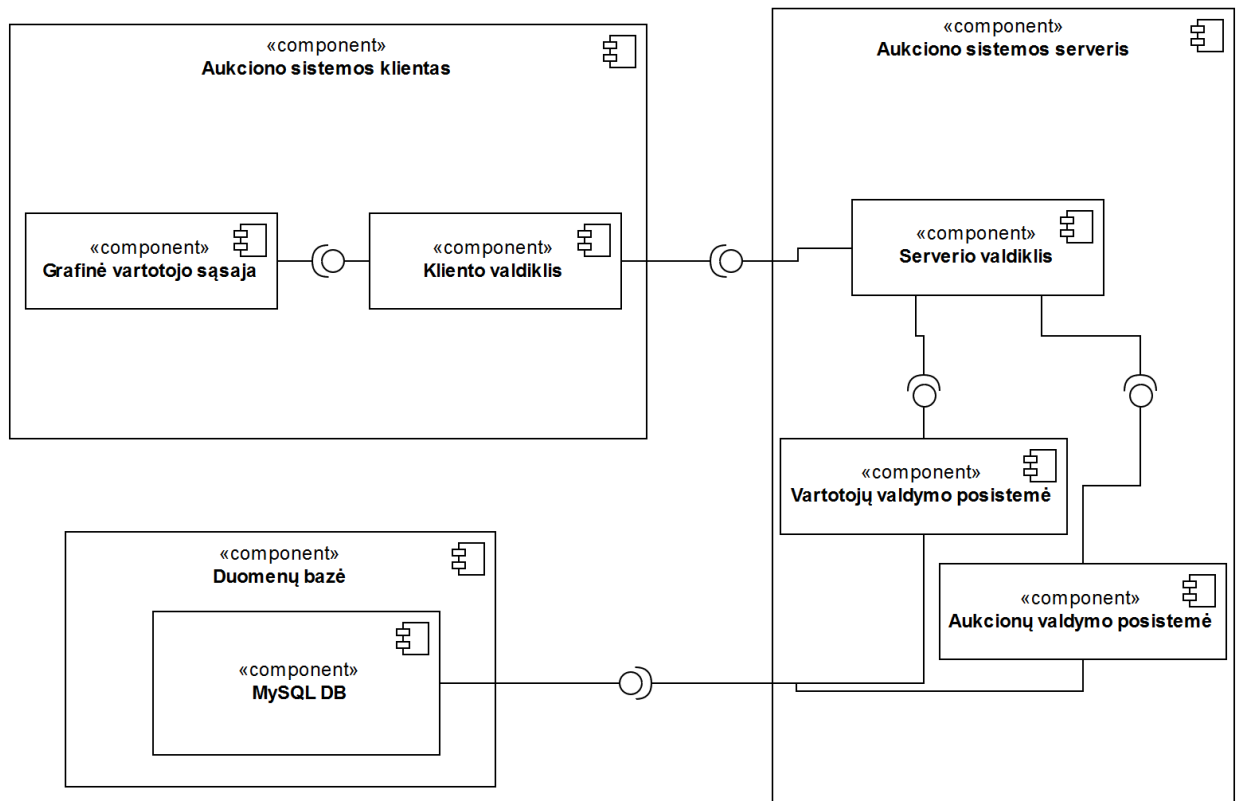 «component»
Aukciono sistemos klientas
«component»
Grafinė vartotojo sąsaja
«component»
Kliento valdiklis
«component»
Aukciono sistemos serveris
«component»
Serverio valdiklis
«component»
Vartotojų valdymo posistemė
«component»
Aukcionų valdymo posistemė
«component»
Duomenų bazė
«component»
MySQL DB